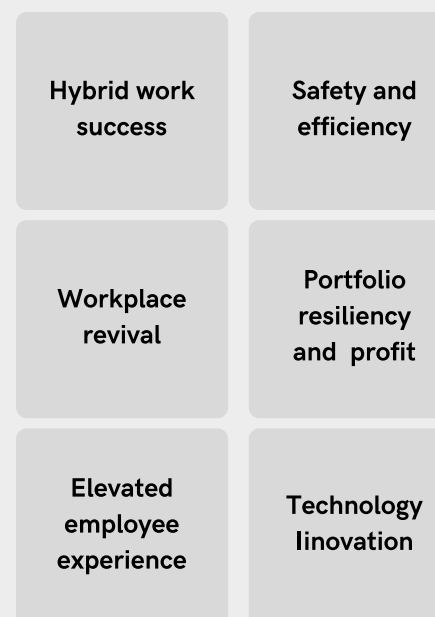 Hybrid work
success
Safety and
efficiency
Workplace
revival
Portfolio
resiliency
and  profit
Elevated
employee
experience
Technology
Iinovation